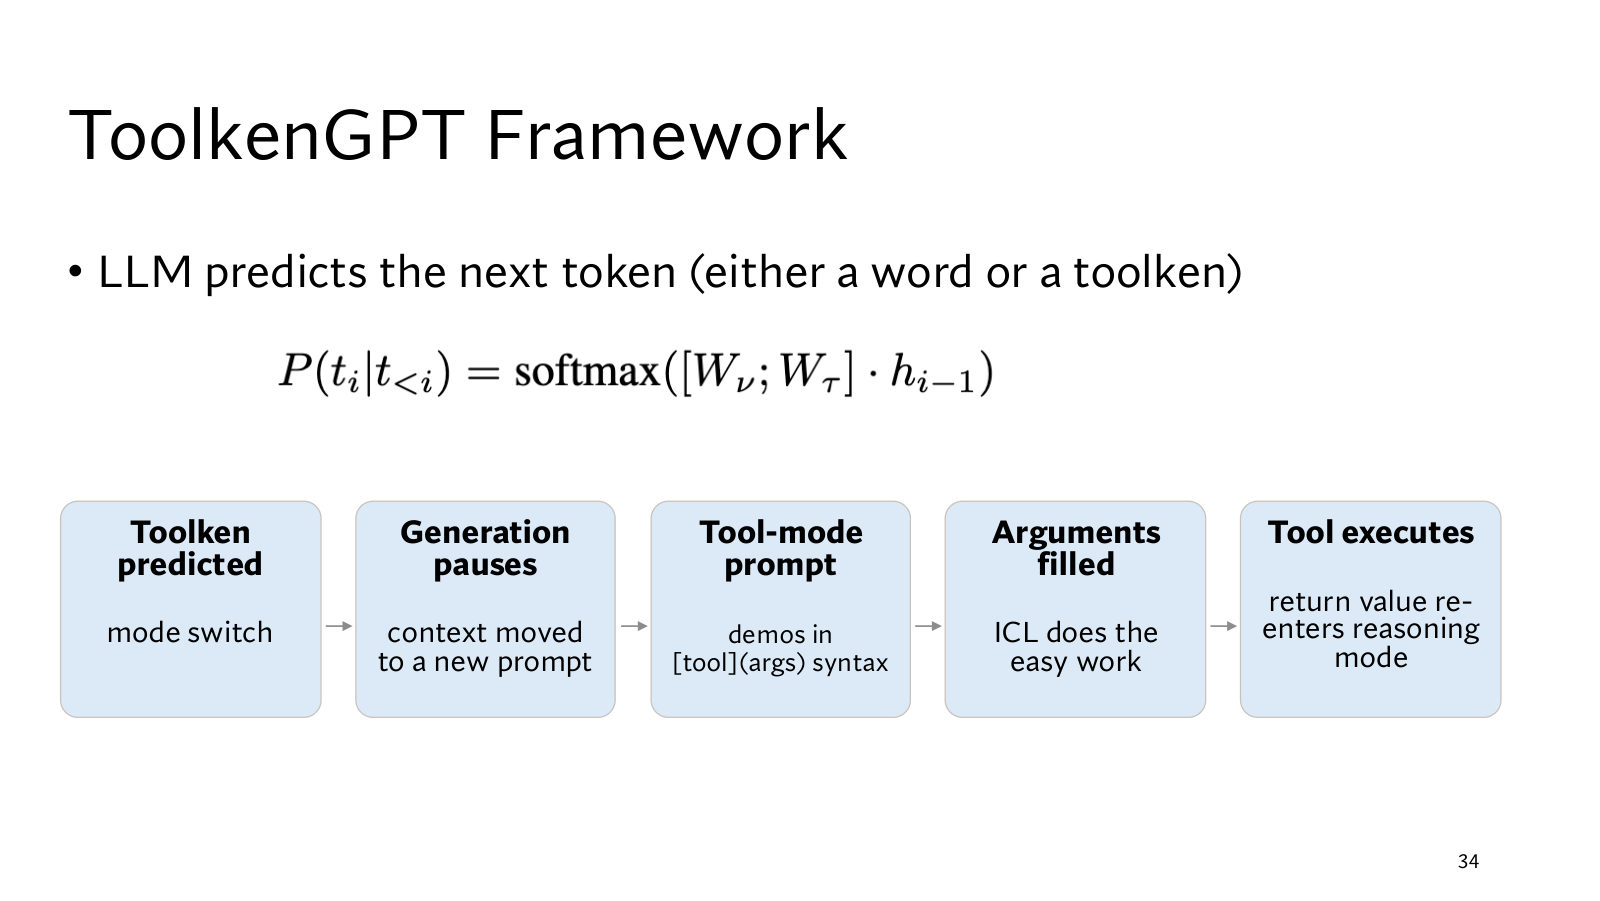 ToolkenGPT Framework
• LLM predicts the next token (either a word or a toolken)
P(t_i|t_{<i}) = softmax([W_ν; W_τ] · h_{i−1})
Toolken
predicted
mode switch
Generation
pauses
context moved
to a new prompt
Tool-mode
prompt
demos in
[tool](args) syntax
Arguments
filled
ICL does the
easy work
Tool executes
return value re-
enters reasoning
mode
34